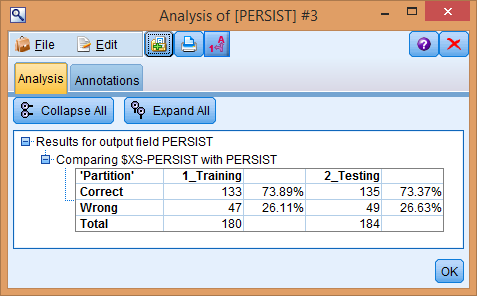 Analysis of [PERSIST] #3
File Edit
Analysis Annotations
Collapse All Expand All
Results for output field PERSIST
Comparing $XS-PERSIST with PERSIST
'Partition' 1_Training 2_Testing
Correct 133 73.89% 135 73.37%
Wrong 47 26.11% 49 26.63%
Total 180 184
OK